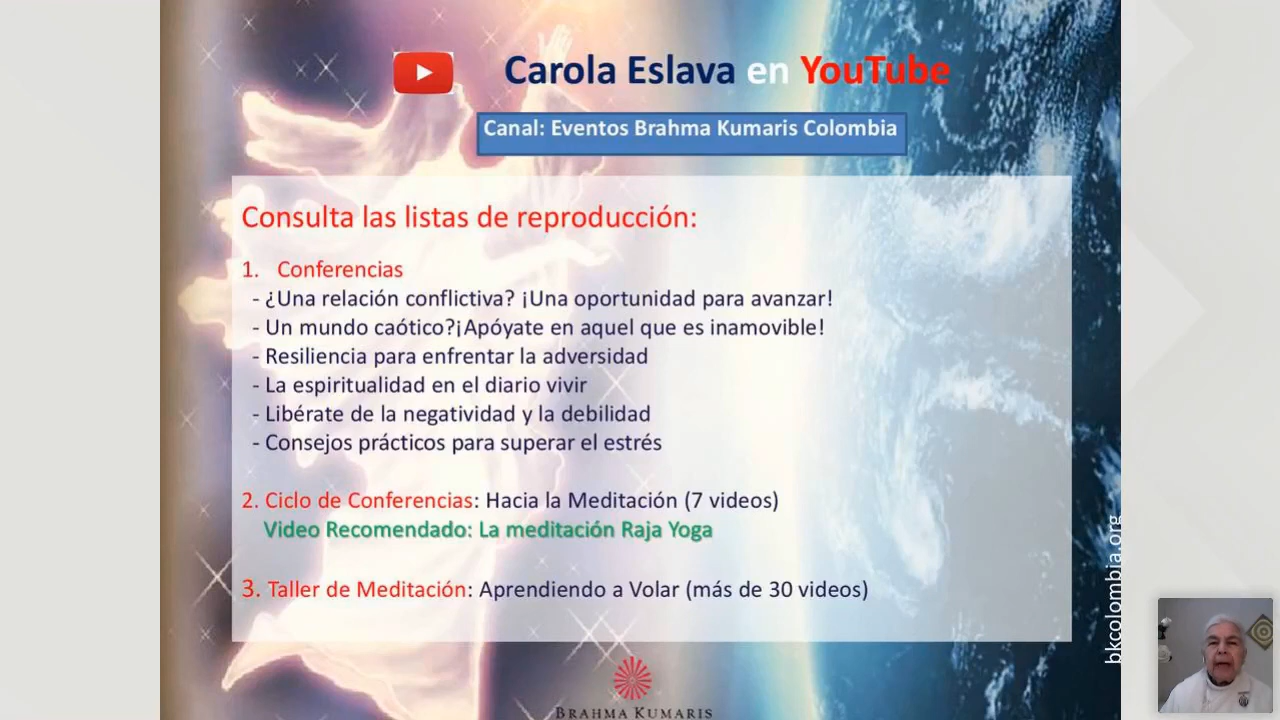 Carola Eslava en YouTube
Canal: Eventos Brahma Kumaris Colombia
Consulta las listas de reproducción:
1. Conferencias
- ¿Una relación conflictiva? ¡Una oportunidad para avanzar!
- Un mundo caótico?¡Apóyate en aquel que es inamovible!
- Resiliencia para enfrentar la adversidad
- La espiritualidad en el diario vivir
- Libérate de la negatividad y la debilidad
- Consejos prácticos para superar el estrés
2. Ciclo de Conferencias: Hacia la Meditación (7 videos)
Video Recomendado: La meditación Raja Yoga
3. Taller de Meditación: Aprendiendo a Volar (más de 30 videos)
bkcolombia.org
BRAHMA KUMARIS